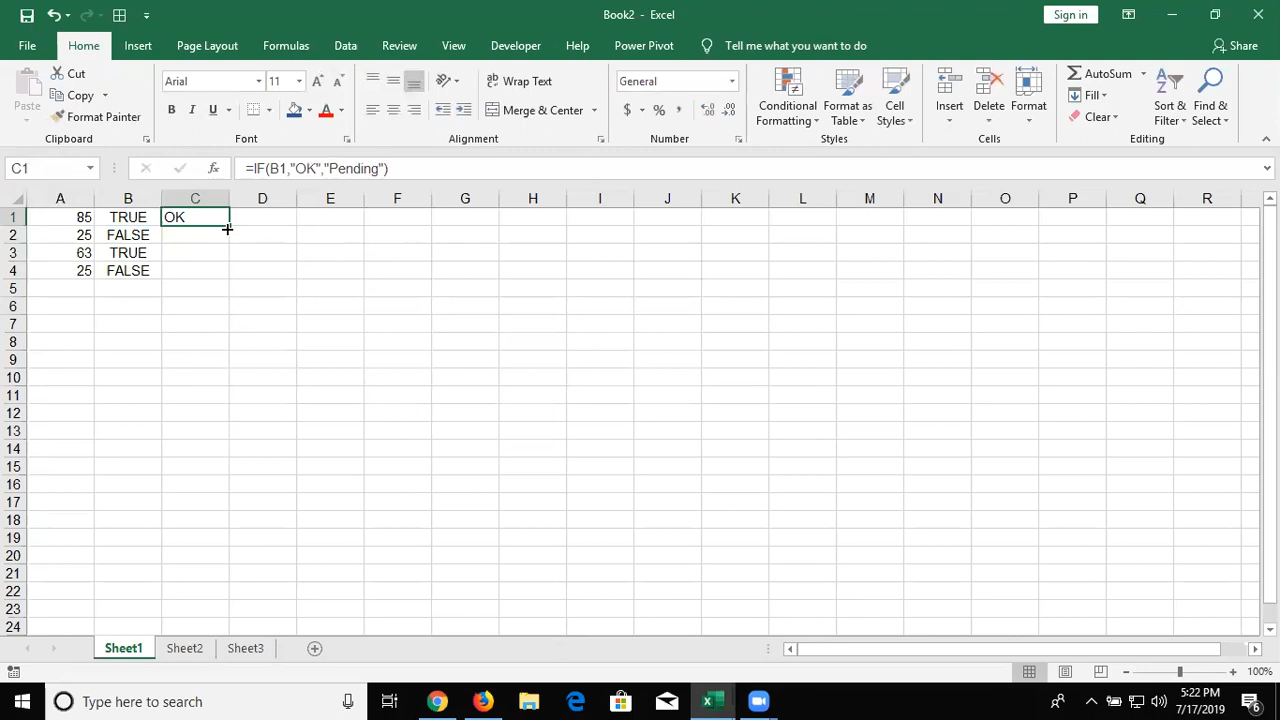 Book2 - Excel
Sign in
File Home Insert Page Layout Formulas Data Review View Developer Help Power Pivot Tell me what you want to do Share
Paste Cut Copy Format Painter Clipboard
Arial 11 B I U A Font
Wrap Text Merge & Center Alignment
General $ % , Number
Conditional Formatting Format as Table Cell Styles Styles
Insert Delete Format Cells
AutoSum Fill Clear Sort & Filter Find & Select Editing
C1 fx =IF(B1,"OK","Pending")
A B C D E F G H I J K L M N O P Q R
1 85 TRUE OK
2 25 FALSE
3 63 TRUE
4 25 FALSE
5
6
7
8
9
10
11
12
13
14
15
16
17
18
19
20
21
22
23
24
Sheet1 Sheet2 Sheet3
100%
Type here to search
5:22 PM
7/17/2019
6